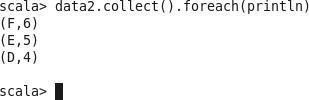 scala> data2.collect().foreach(println)
(F,6)
(E,5)
(D,4)
scala>